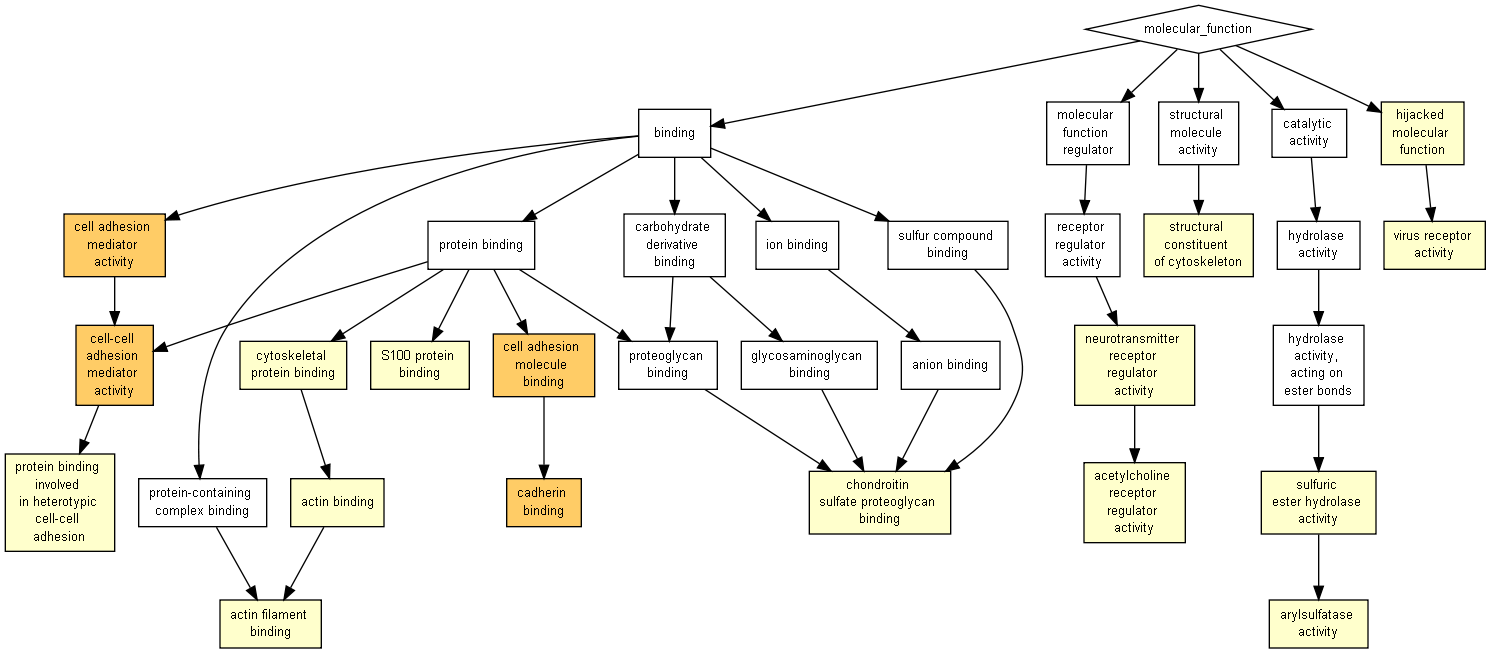 molecular_function
binding
molecular
function
regulator
structural
molecule
activity
catalytic
activity
hijacked
molecular
function
cell adhesion
mediator
activity
protein binding
carbohydrate
derivative
binding
ion binding
sulfur compound
binding
receptor
regulator
activity
structural
constituent
of cytoskeleton
hydrolase
activity
virus receptor
activity
cell-cell
adhesion
mediator
activity
cytoskeletal
protein binding
S100 protein
binding
cell adhesion
molecule
binding
proteoglycan
binding
glycosaminoglycan
binding
anion binding
neurotransmitter
receptor
regulator
activity
hydrolase
activity,
acting on
ester bonds
protein binding
involved
in heterotypic
cell-cell
adhesion
protein-containing
complex binding
actin binding
cadherin
binding
chondroitin
sulfate proteoglycan
binding
acetylcholine
receptor
regulator
activity
sulfuric
ester hydrolase
activity
actin filament
binding
arylsulfatase
activity